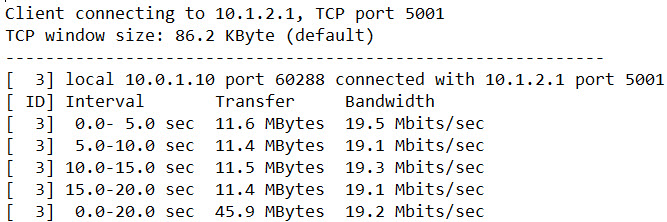 Client connecting to 10.1.2.1, TCP port 5001
TCP window size: 86.2 KByte (default)
------------------------------------------------------------
[  3] local 10.0.1.10 port 60288 connected with 10.1.2.1 port 5001
[ ID] Interval       Transfer     Bandwidth
[  3]  0.0- 5.0 sec  11.6 MBytes  19.5 Mbits/sec
[  3]  5.0-10.0 sec  11.4 MBytes  19.1 Mbits/sec
[  3] 10.0-15.0 sec  11.5 MBytes  19.3 Mbits/sec
[  3] 15.0-20.0 sec  11.4 MBytes  19.1 Mbits/sec
[  3]  0.0-20.0 sec  45.9 MBytes  19.2 Mbits/sec